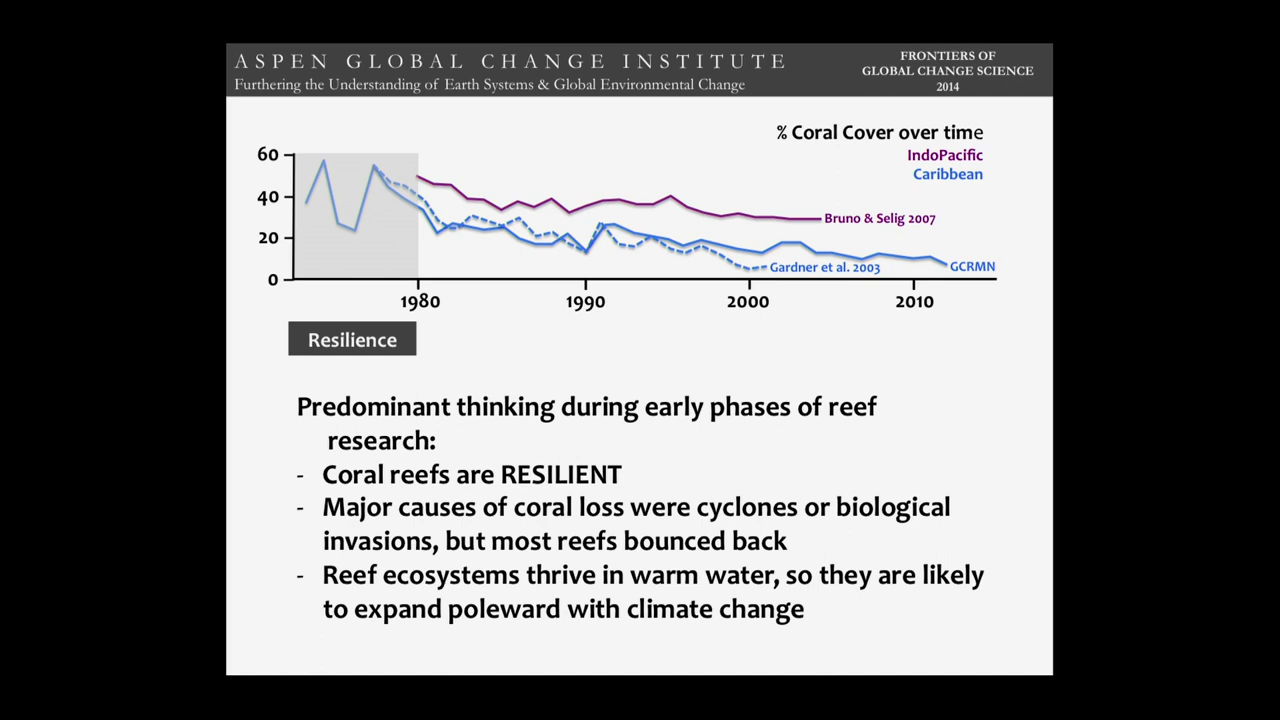 ASPEN GLOBAL CHANGE INSTITUTE
Furthering the Understanding of Earth Systems & Global Environmental Change
FRONTIERS OF
GLOBAL CHANGE SCIENCE
2014
% Coral Cover over time
IndoPacific
Caribbean
60
40
20
0
Bruno & Selig 2007
Gardner et al. 2003
GCRMN
1980 1990 2000 2010
Resilience
Predominant thinking during early phases of reef
research:
- Coral reefs are RESILIENT
- Major causes of coral loss were cyclones or biological
invasions, but most reefs bounced back
- Reef ecosystems thrive in warm water, so they are likely
to expand poleward with climate change